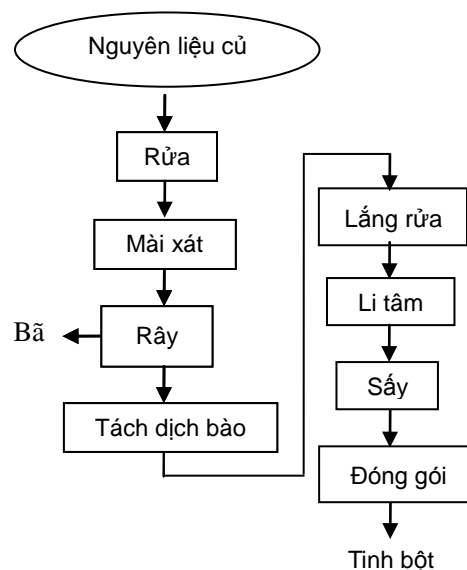 Nguyên liệu củ
Rửa
Mài xát
Bã
Rây
Tách dịch bào
Lắng rửa
Li tâm
Sấy
Đóng gói
Tinh bột